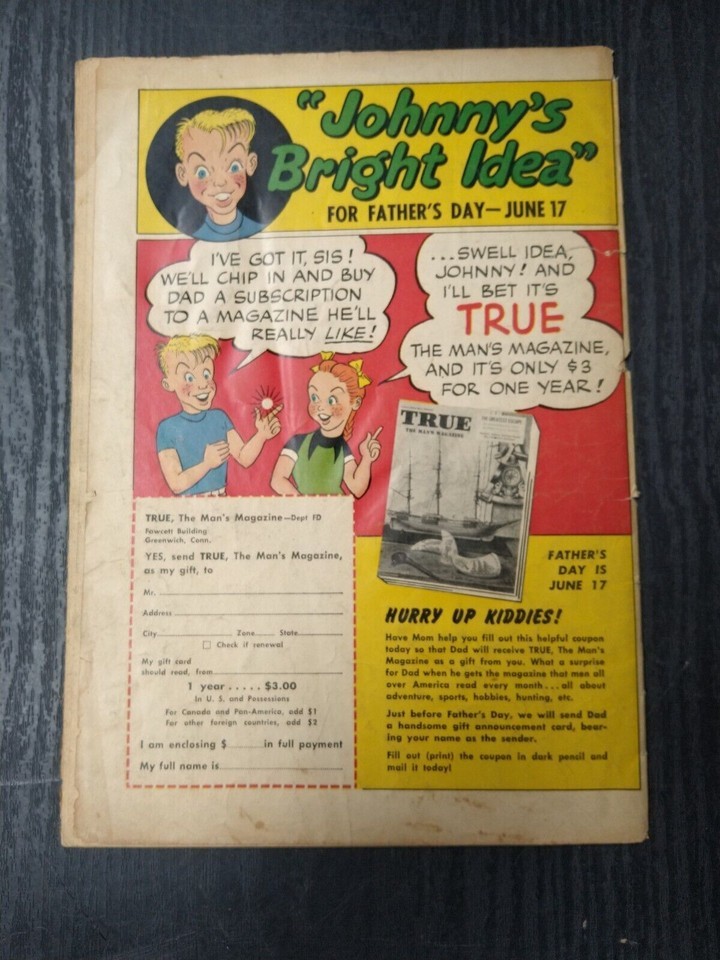 "Johnny's
Bright Idea"
FOR FATHER'S DAY—JUNE 17
I'VE GOT IT, SIS!
WE'LL CHIP IN AND BUY
DAD A SUBSCRIPTION
TO A MAGAZINE HE'LL
REALLY LIKE!
...SWELL IDEA,
JOHNNY! AND
I'LL BET IT'S
TRUE
THE MAN'S MAGAZINE,
AND IT'S ONLY $3
FOR ONE YEAR!
TRUE
THE MAN'S MAGAZINE
TRUE, The Man's Magazine—Dept FD
Fawcett Building
Greenwich, Conn.
YES, send TRUE, The Man's Magazine,
as my gift, to
Mr.
Address
City Zone State
Check if renewal
My gift card
should read, from
1 year ..... $3.00
In U. S. and Possessions
For Canada and Pan-America, add $1
For other foreign countries, add $2
I am enclosing $ in full payment
My full name is
FATHER'S
DAY IS
JUNE 17
HURRY UP KIDDIES!
Have Mom help you fill out this helpful coupon
today so that Dad will receive TRUE, The Man's
Magazine as a gift from you. What a surprise
for Dad when he gets the magazine that men all
over America read every month...all about
adventure, sports, hobbies, hunting, etc.
Just before Father's Day, we will send Dad
a handsome gift announcement card, bear-
ing your name as the sender.
Fill out (print) the coupon in dark pencil and
mail it today!